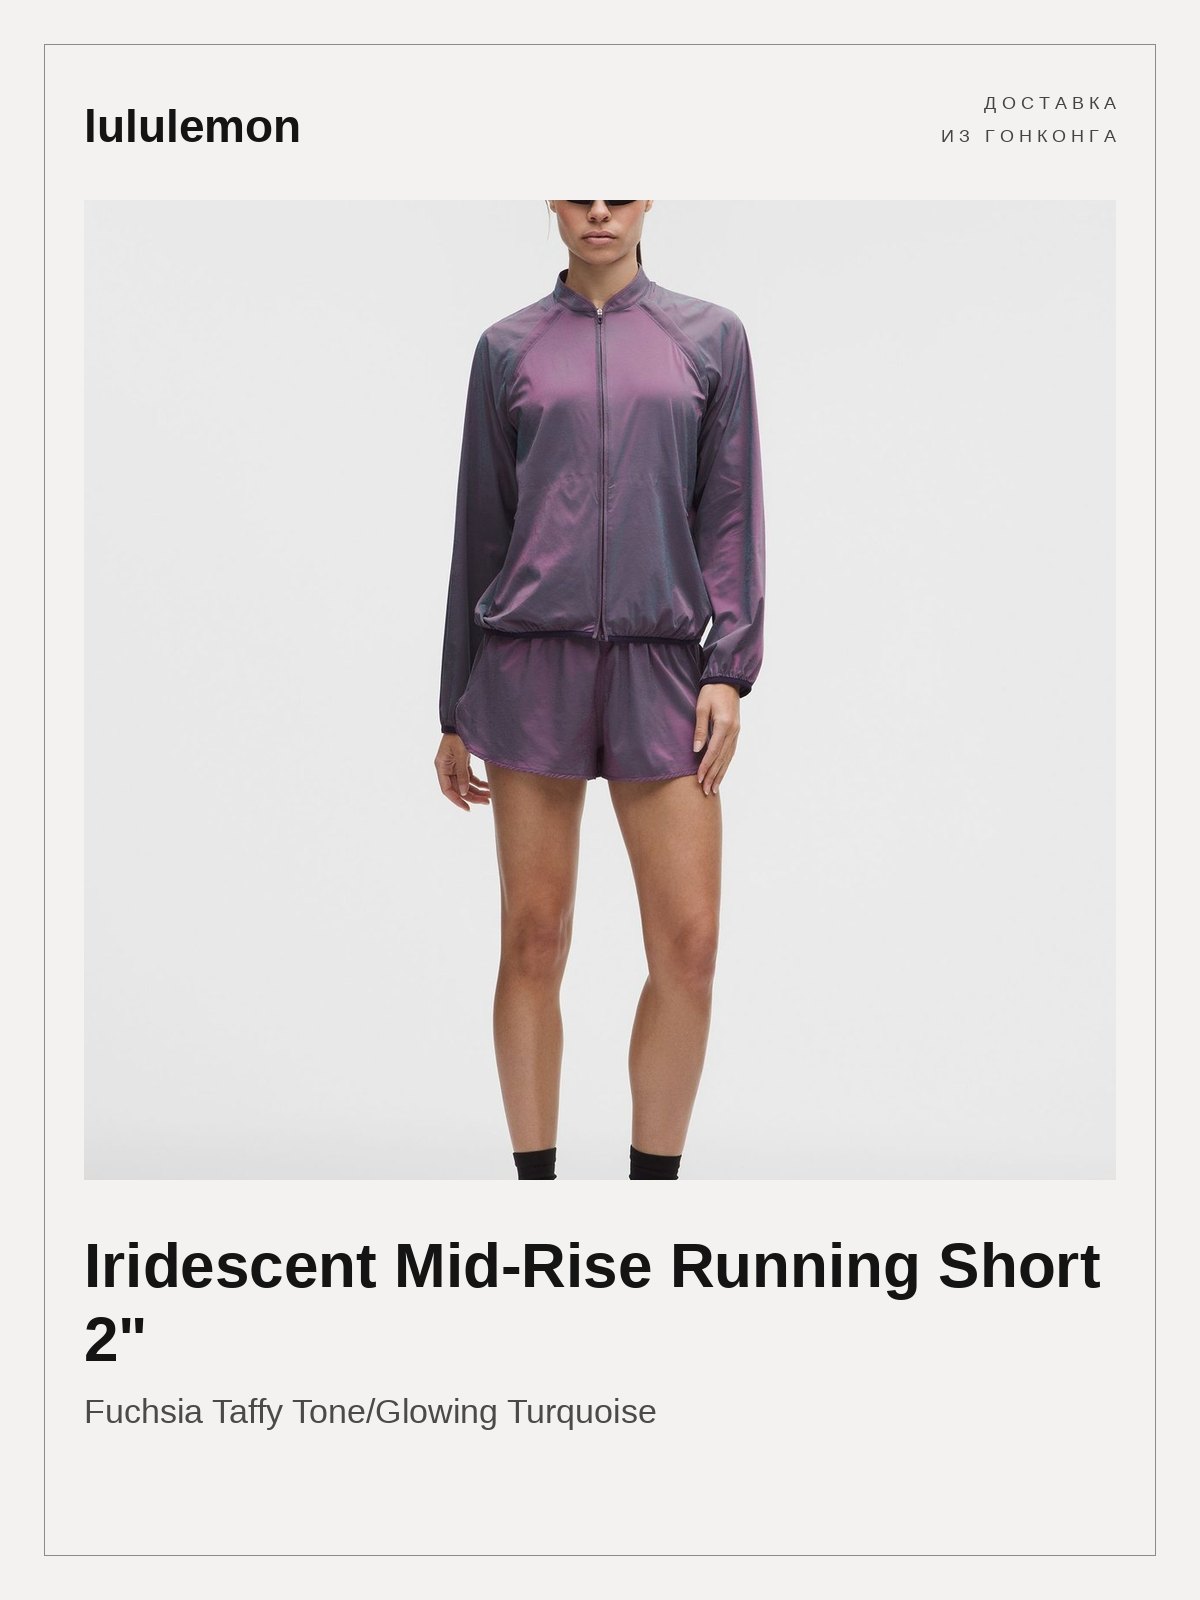 lululemon
ДОСТАВКА
ИЗ ГОНКОНГА
Iridescent Mid-Rise Running Short
2"
Fuchsia Taffy Tone/Glowing Turquoise